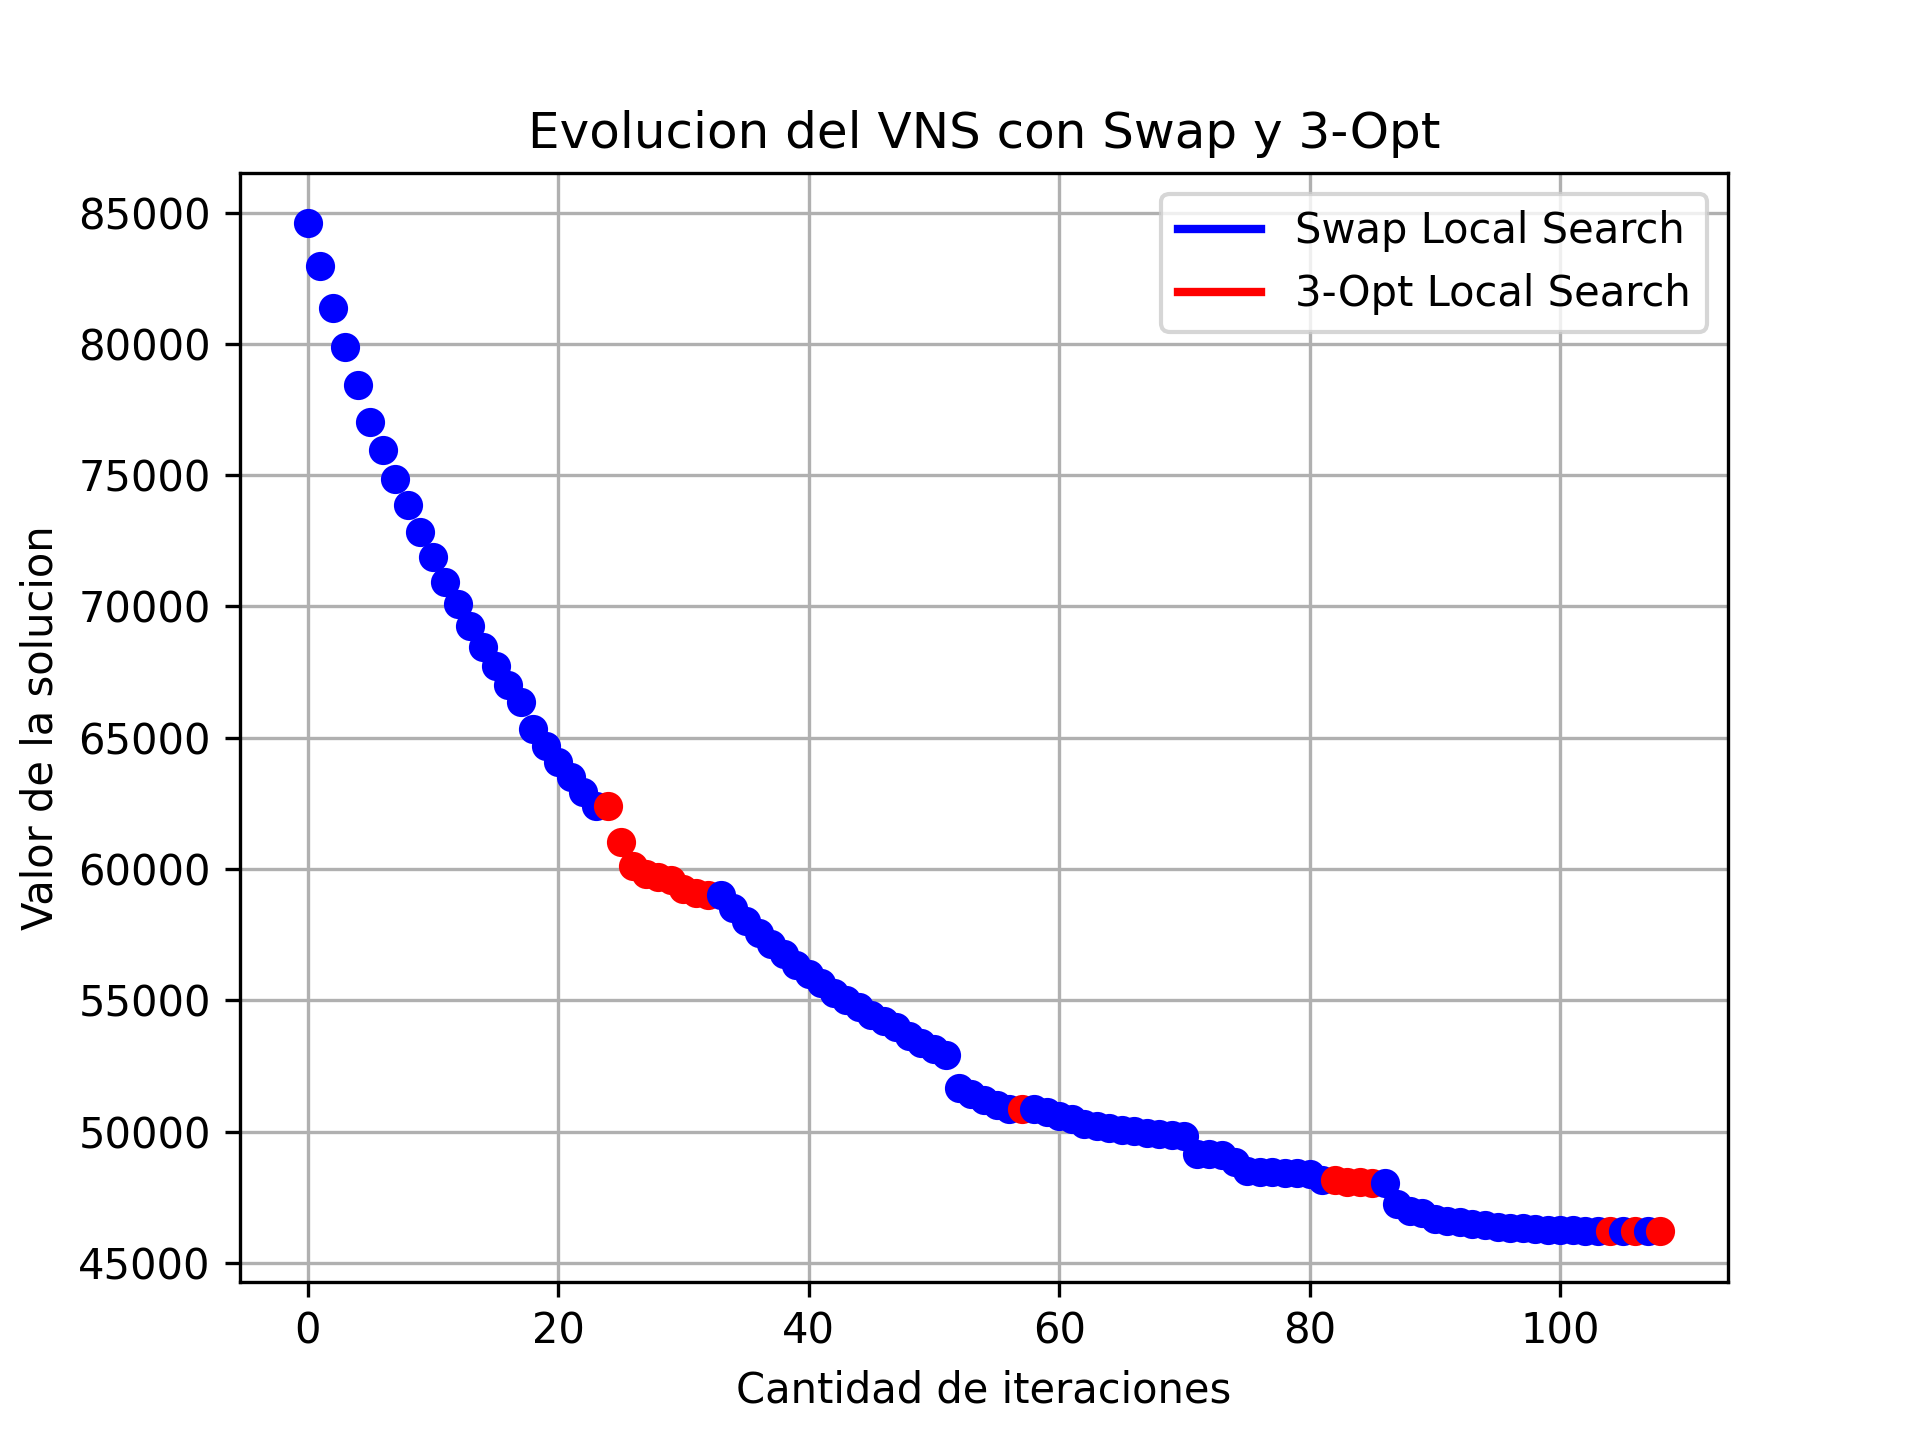 Evolucion del VNS con Swap y 3-Opt
Swap Local Search
3-Opt Local Search
Valor de la solucion
85000
80000
75000
70000
65000
60000
55000
50000
45000
0 20 40 60 80 100
Cantidad de iteraciones